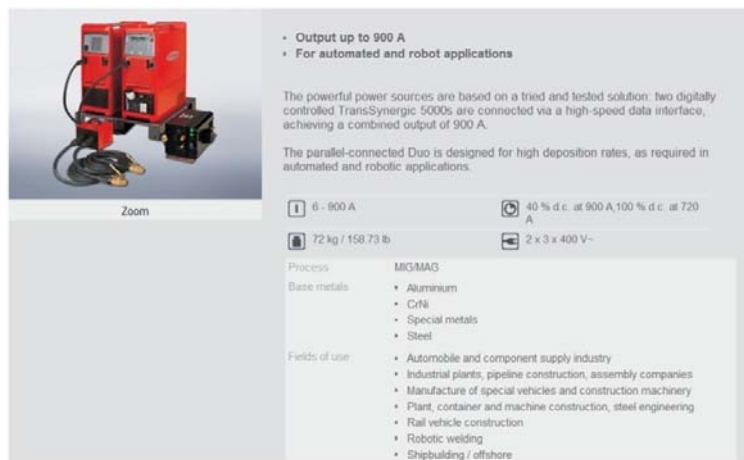 Output up to 900 A
For automated and robot applications
The powerful power sources are based on a tried and tested solution: two digitally
controlled TransSynergic 5000s are connected via a high-speed data interface,
achieving a combined output of 900 A.
The parallel-connected Duo is designed for high deposition rates, as required in
automated and robotic applications.
Zoom
6 - 900 A
40 % d.c. at 900 A,100 % d.c. at 720
A
72 kg / 158.73 lb
2 x 3 x 400 V~
Process MIG/MAG
Base metals
Aluminium
CrNi
Special metals
Steel
Fields of use
Automobile and component supply industry
Industrial plants, pipeline construction, assembly companies
Manufacture of special vehicles and construction machinery
Plant, container and machine construction, steel engineering
Rail vehicle construction
Robotic welding
Shipbuilding / offshore